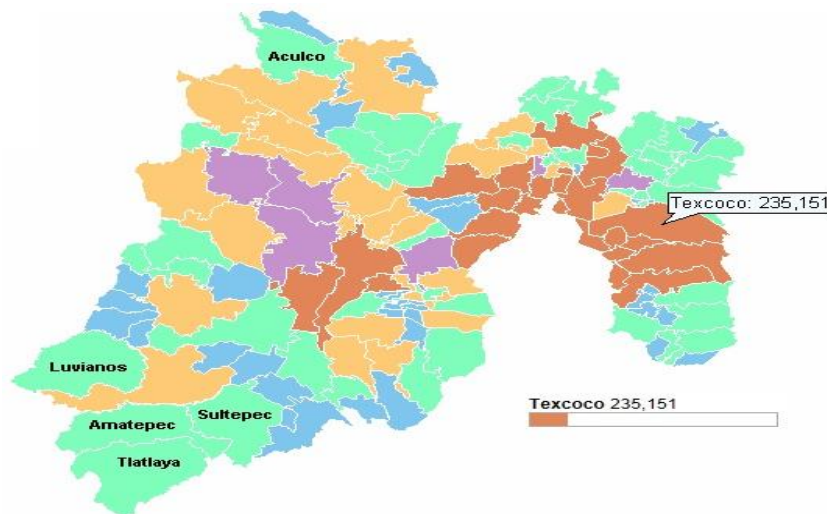 Aculco
Texcoco: 235,151
Luvianos
Texcoco 235,151
Sultepec
Amatepec
Tlatlaya